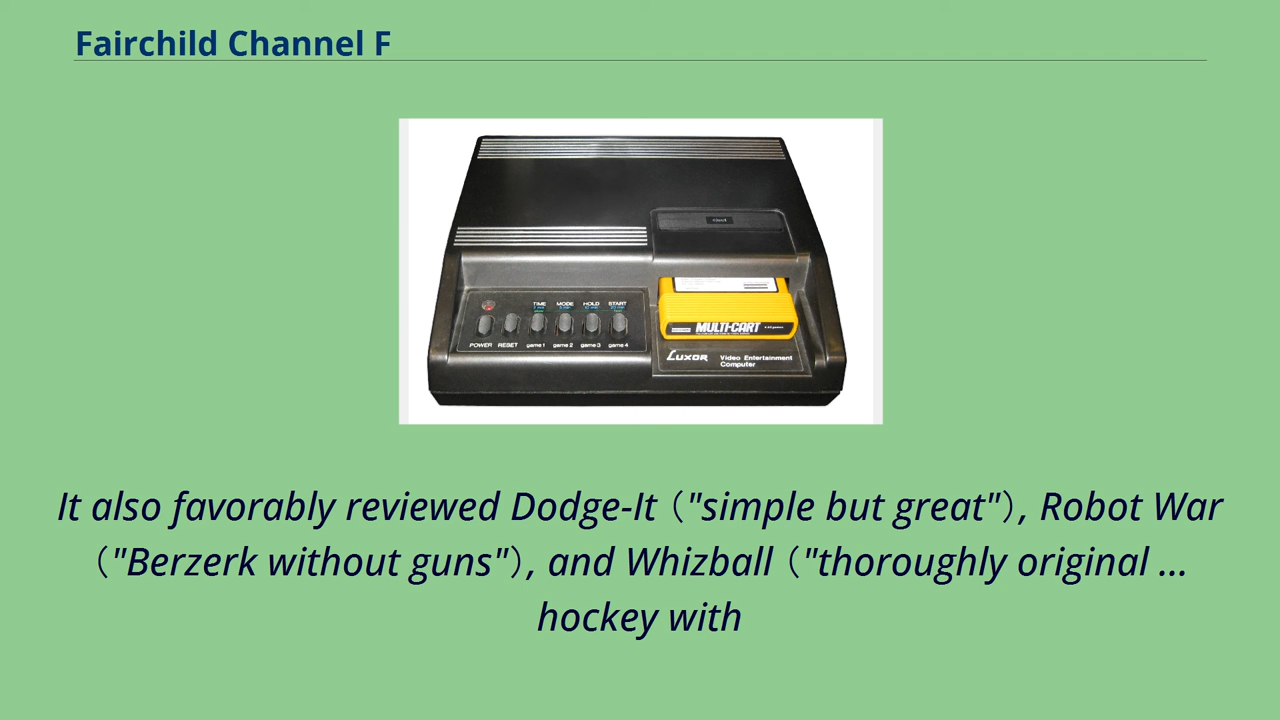 Fairchild Channel F
eject
TIME MODE HOLD START
POWER RESET game 1 game 2 game 3 game 4
MULTI-CART
LUXOR Video Entertainment
Computer
It also favorably reviewed Dodge-It ("simple but great"), Robot War
("Berzerk without guns"), and Whizball ("thoroughly original ...
hockey with